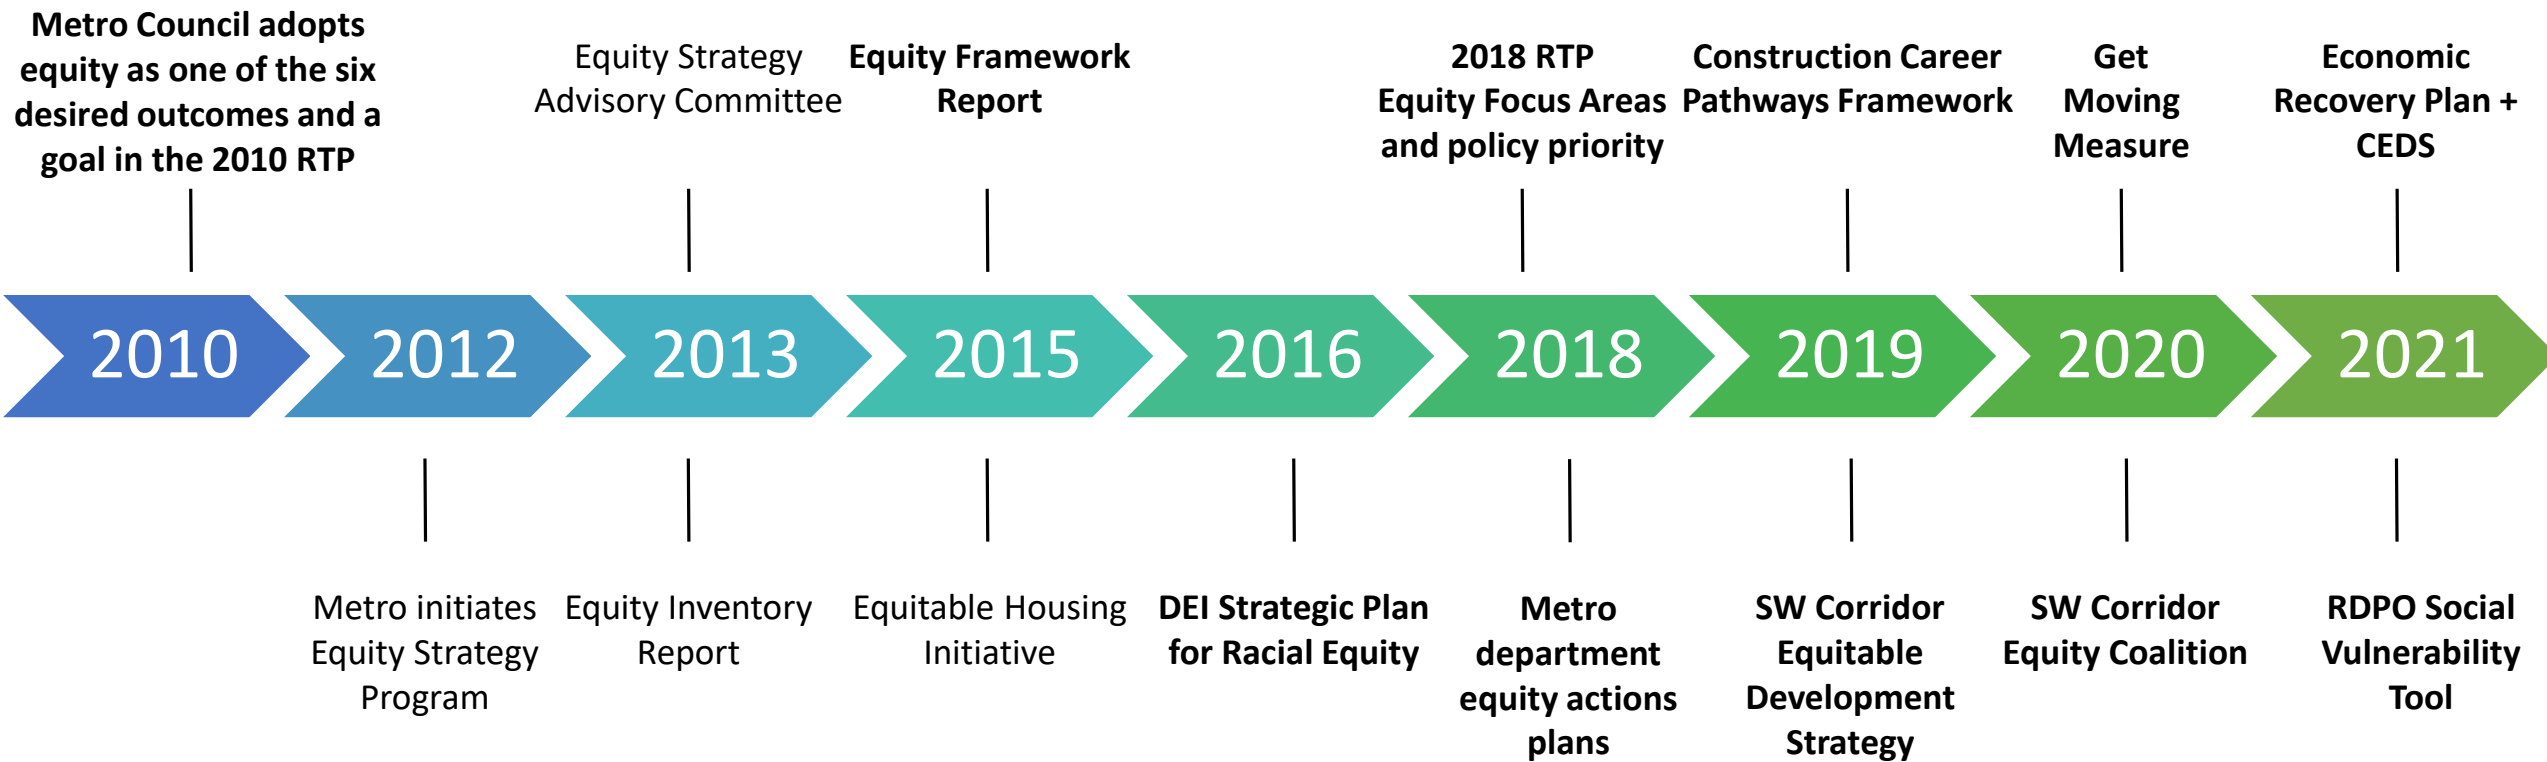 Metro Council adopts
equity as one of the six
desired outcomes and a
goal in the 2010 RTP
Equity Strategy
Advisory Committee
Equity Framework
Report
2018 RTP
Equity Focus Areas
and policy priority
Construction Career
Pathways Framework
Get
Moving
Measure
Economic
Recovery Plan +
CEDS
2010
2012
2013
2015
2016
2018
2019
2020
2021
Metro initiates
Equity Strategy
Program
Equity Inventory
Report
Equitable Housing
Initiative
DEI Strategic Plan
for Racial Equity
Metro
department
equity actions
plans
SW Corridor
Equitable
Development
Strategy
SW Corridor
Equity Coalition
RDPO Social
Vulnerability
Tool